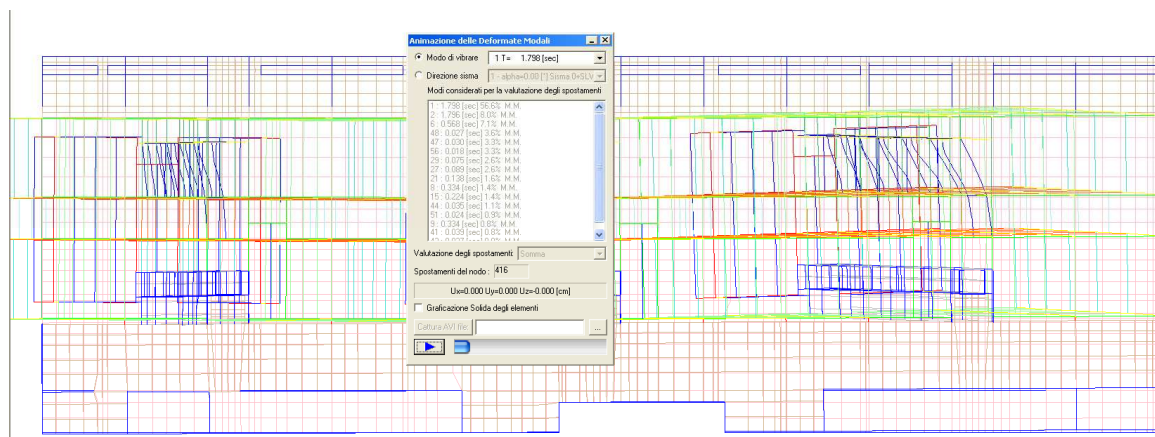 Animazione delle Deformate Modali
Modo di vibrare 1 T= 1.798 [sec]
Direzione sisma 1 - alpha=0.00 [°] Sisma 0+SLV
Modi considerati per la valutazione degli spostamenti
1 : 1.798 [sec] 56.6% M.M.
2 : 1.796 [sec] 8.0% M.M.
6 : 0.568 [sec] 7.1% M.M.
48 : 0.027 [sec] 3.6% M.M.
47 : 0.030 [sec] 3.3% M.M.
56 : 0.018 [sec] 3.3% M.M.
29 : 0.075 [sec] 2.6% M.M.
27 : 0.089 [sec] 2.6% M.M.
21 : 0.138 [sec] 1.6% M.M.
8 : 0.334 [sec] 1.4% M.M.
15 : 0.224 [sec] 1.4% M.M.
44 : 0.035 [sec] 1.1% M.M.
51 : 0.024 [sec] 0.9% M.M.
9 : 0.334 [sec] 0.8% M.M.
41 : 0.039 [sec] 0.8% M.M.
Valutazione degli spostamenti: Somma
Spostamenti del nodo : 416
Ux=0.000 Uy=0.000 Uz=-0.000 [cm]
Graficazione Solida degli elementi
Cattura AVI file ...